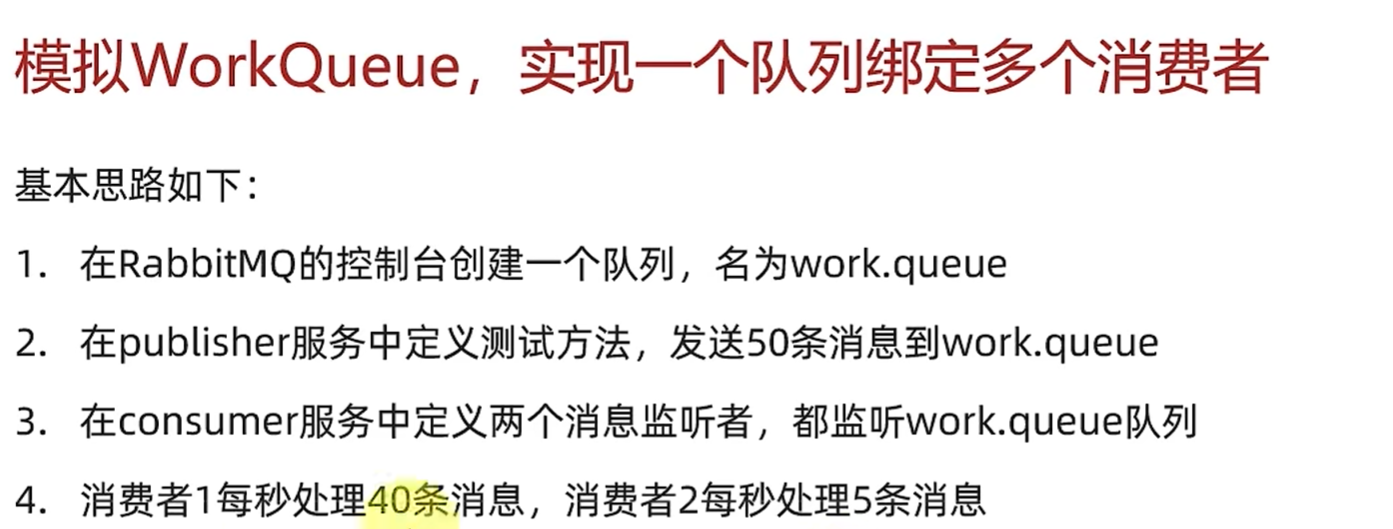 模拟WorkQueue，实现一个队列绑定多个消费者
基本思路如下：
1. 在RabbitMQ的控制台创建一个队列，名为work.queue
2. 在publisher服务中定义测试方法，发送50条消息到work.queue
3. 在consumer服务中定义两个消息监听者，都监听work.queue队列
4. 消费者1每秒处理40条消息，消费者2每秒处理5条消息